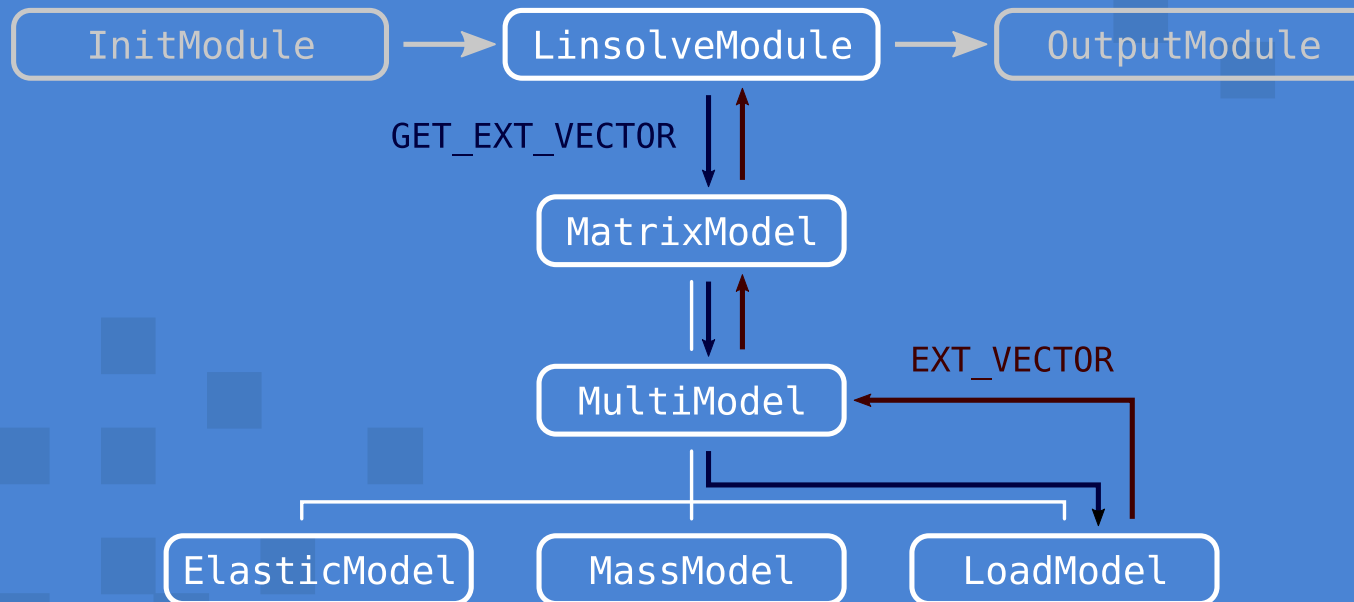 InitModule
LinsolveModule
OutputModule
GET_EXT_VECTOR
MatrixModel
EXT_VECTOR
MultiModel
ElasticModel
MassModel
LoadModel